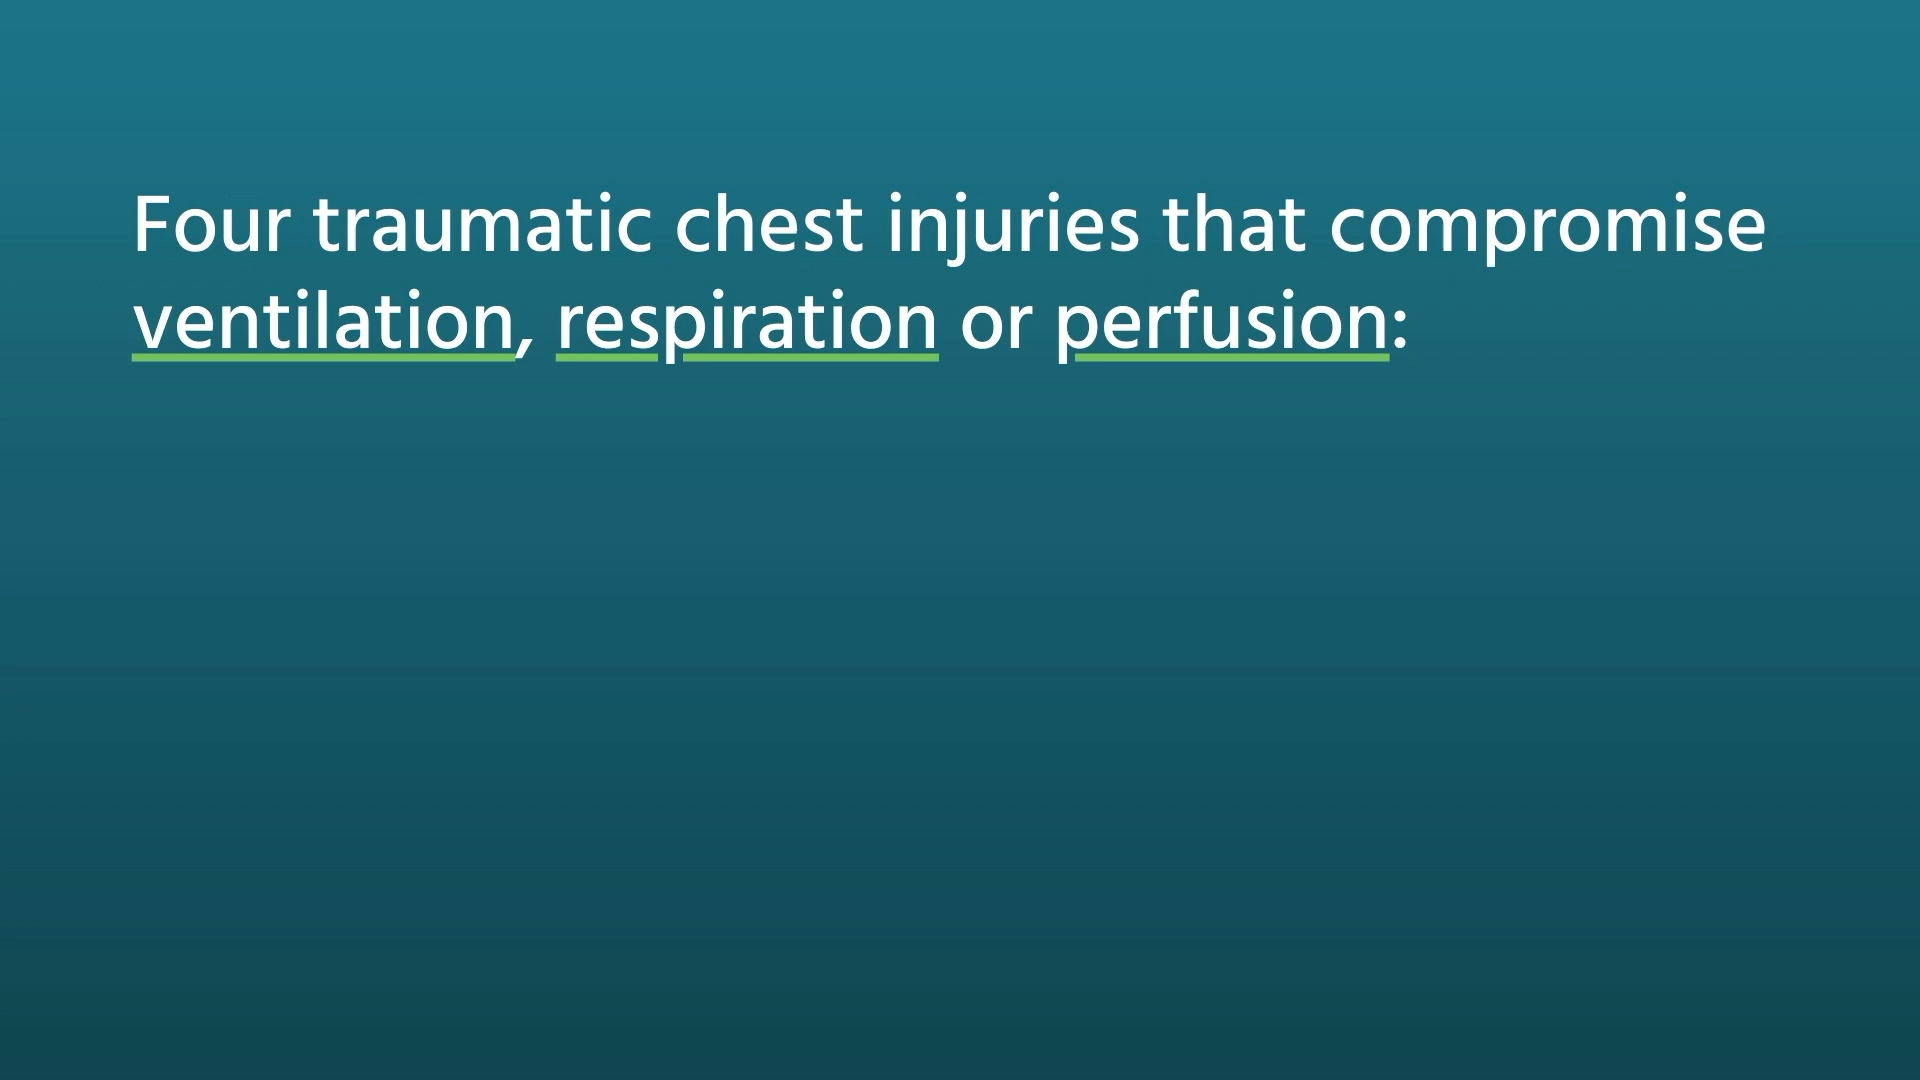 Four traumatic chest injuries that compromise
ventilation, respiration or perfusion: